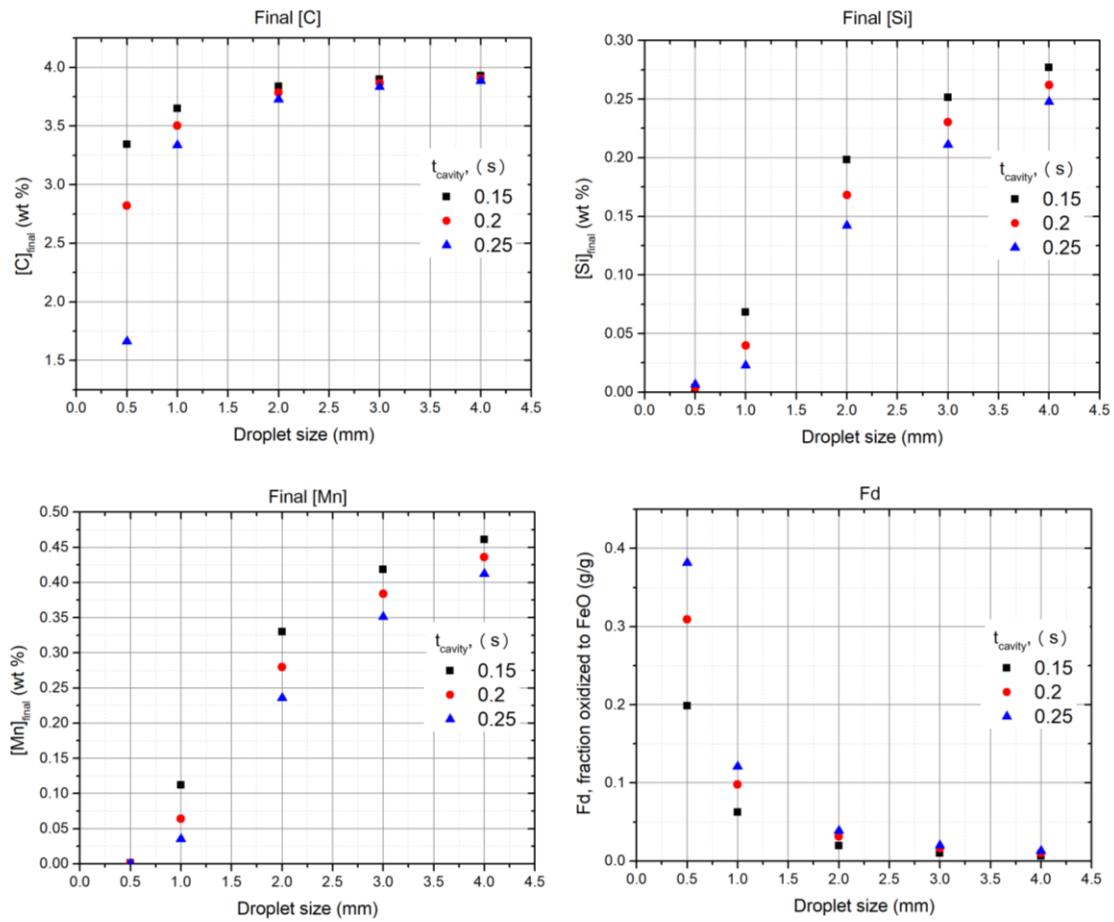 Final [C]
4.0
3.5
3.0
2.5
2.0
1.5
[C]final (wt %)
tcavity, ( s )
0.15
0.2
0.25
0.0 0.5 1.0 1.5 2.0 2.5 3.0 3.5 4.0 4.5
Droplet size (mm)
Final [Si]
0.30
0.25
0.20
0.15
0.10
0.05
0.00
[Si]final (wt %)
tcavity, ( s )
0.15
0.2
0.25
0.0 0.5 1.0 1.5 2.0 2.5 3.0 3.5 4.0 4.5
Droplet size (mm)
Final [Mn]
0.50
0.45
0.40
0.35
0.30
0.25
0.20
0.15
0.10
0.05
0.00
[Mn]final (wt %)
tcavity, ( s )
0.15
0.2
0.25
0.0 0.5 1.0 1.5 2.0 2.5 3.0 3.5 4.0 4.5
Droplet size (mm)
Fd
0.4
0.3
0.2
0.1
0.0
Fd, fraction oxidized to FeO (g/g)
tcavity, ( s )
0.15
0.2
0.25
0.0 0.5 1.0 1.5 2.0 2.5 3.0 3.5 4.0 4.5
Droplet size (mm)